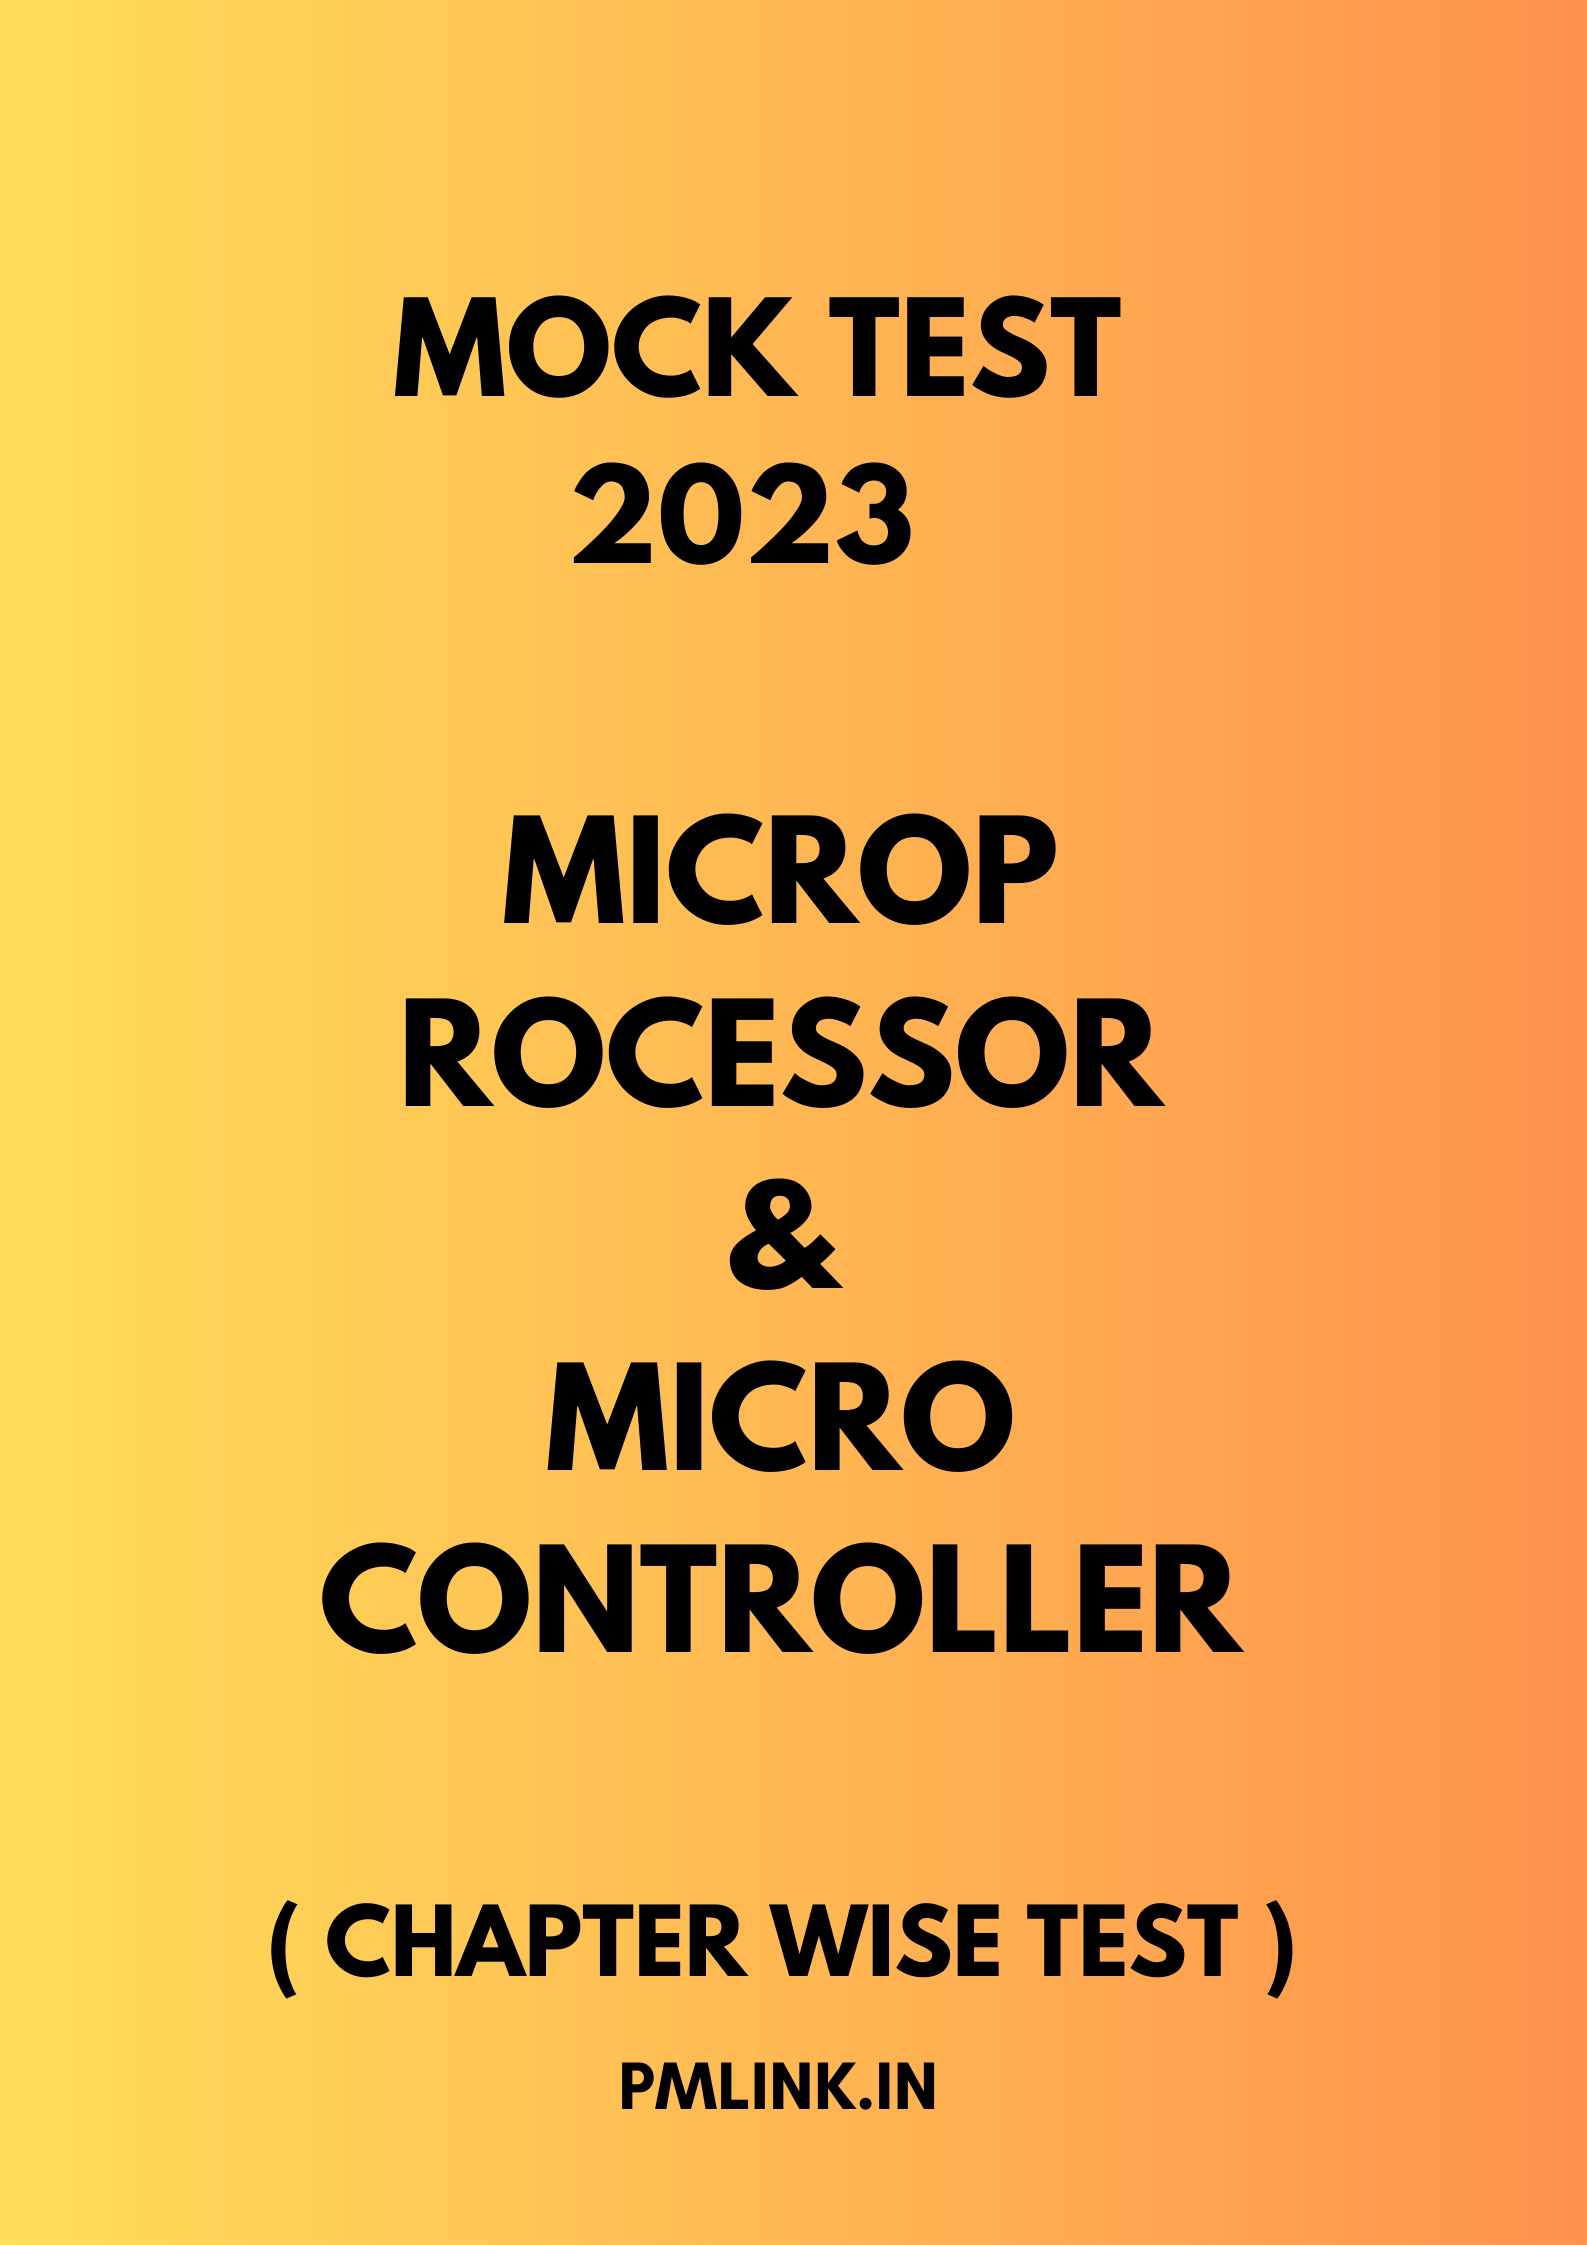 MOCK TEST
2023
MICROP
ROCESSOR
&
MICRO
CONTROLLER
( CHAPTER WISE TEST )
PMLINK.IN